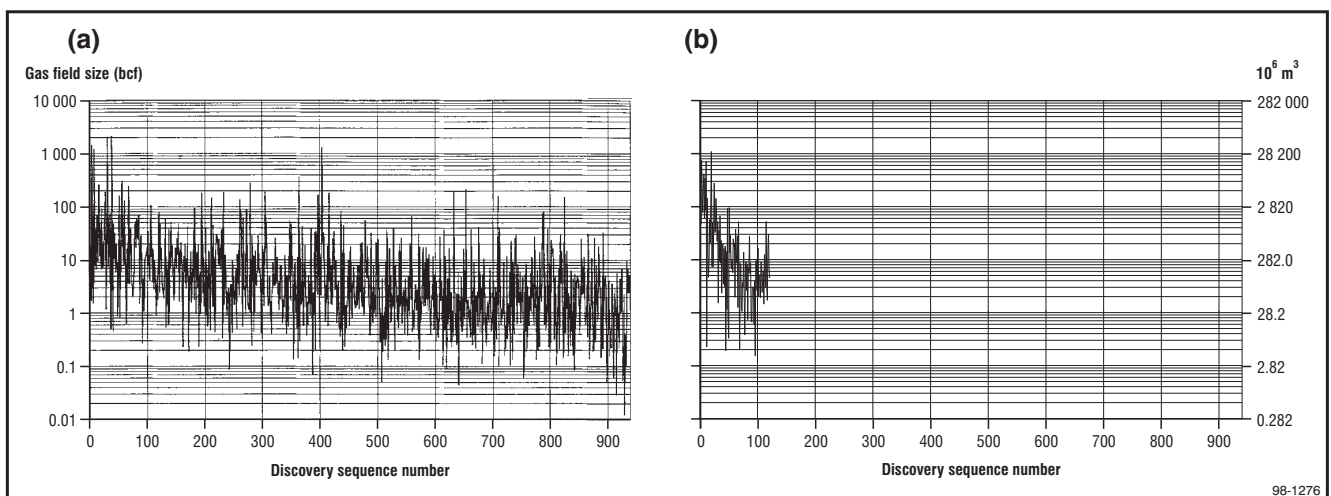 (a)
Gas field size (bcf)
10 000
1 000
100
10
1
0.1
0.01
0 100 200 300 400 500 600 700 800 900
Discovery sequence number
(b)
10⁶ m³
282 000
28 200
2 820
282.0
28.2
2.82
0.282
0 100 200 300 400 500 600 700 800 900
Discovery sequence number
98-1276